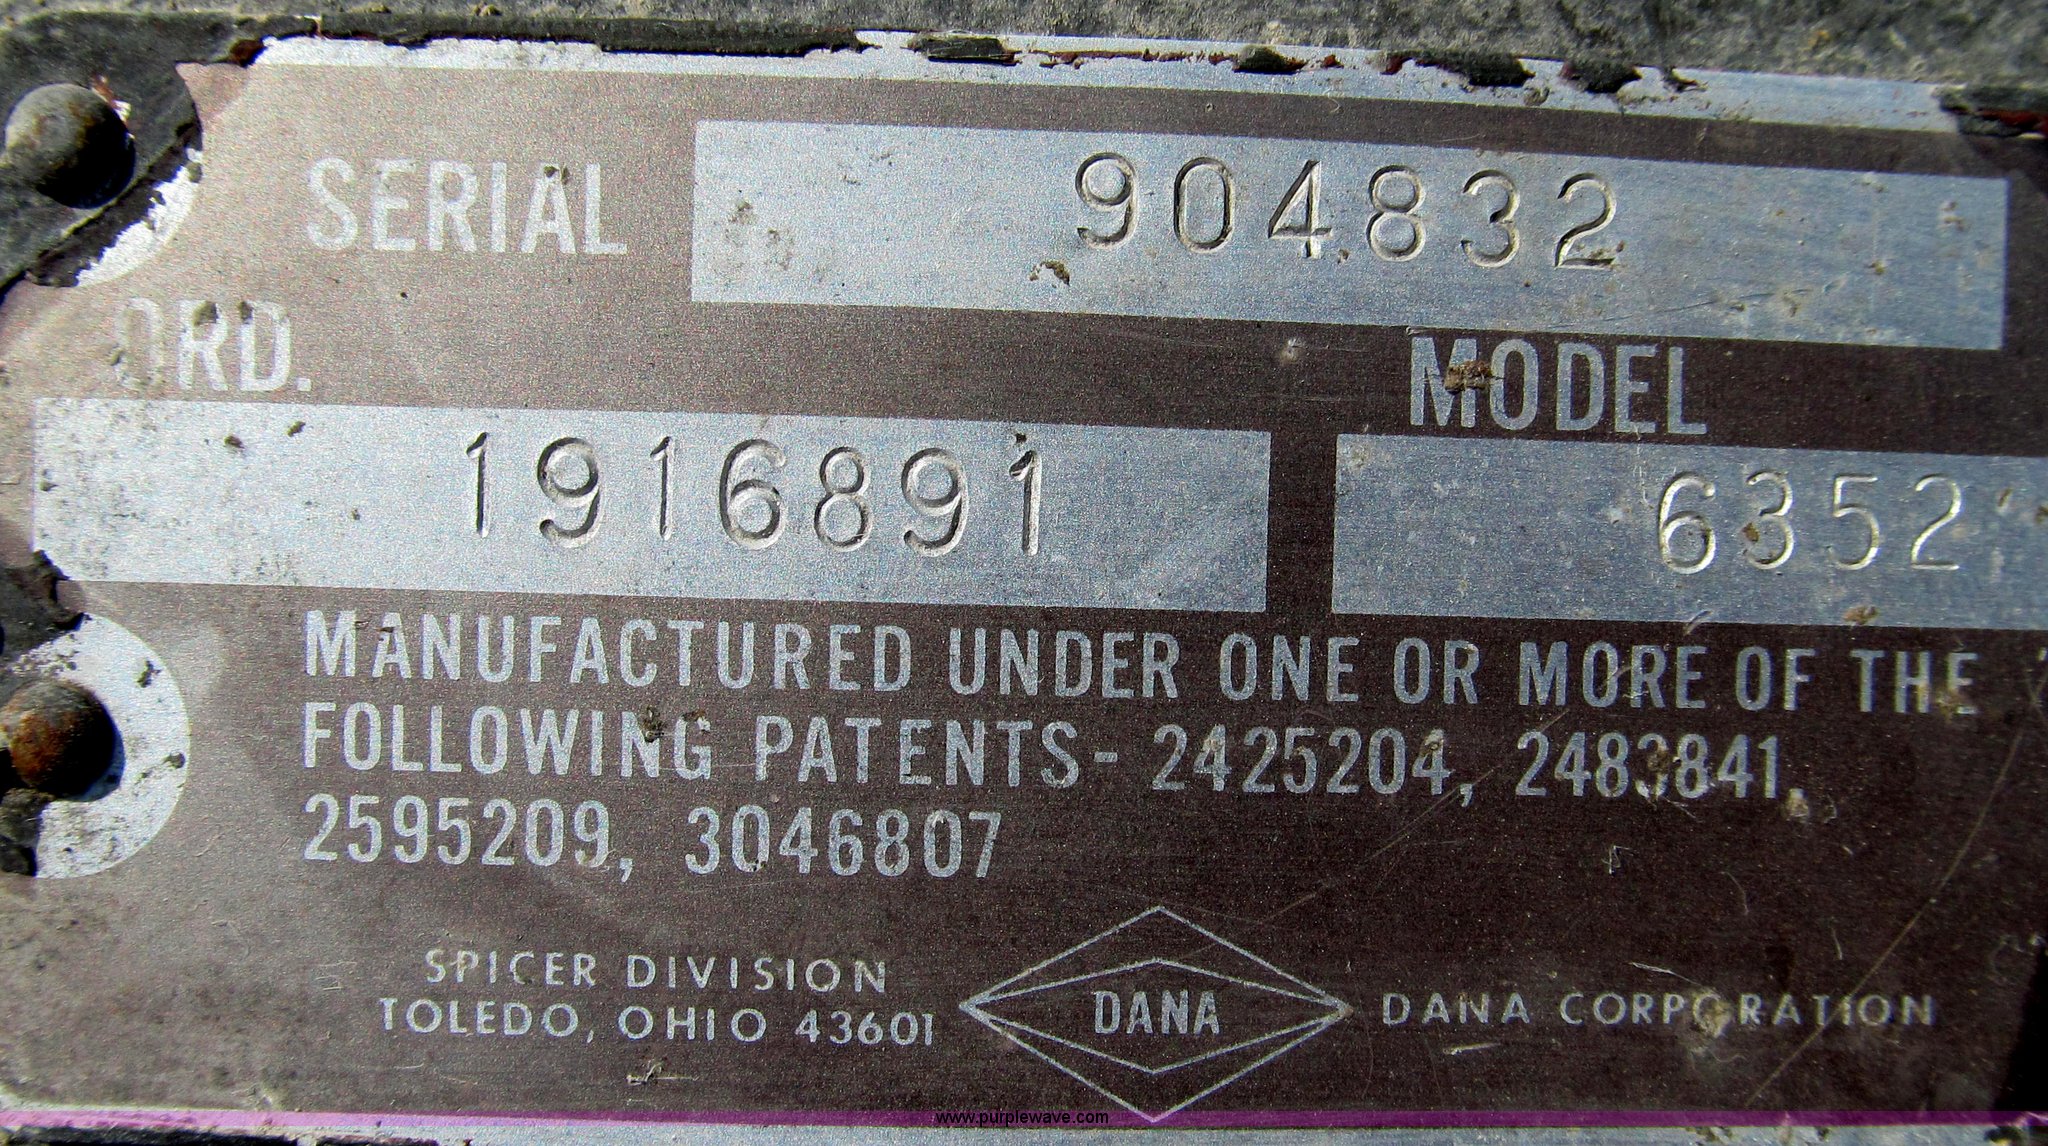 SERIAL 904832
ORD. MODEL
1916891 6352
MANUFACTURED UNDER ONE OR MORE OF THE
FOLLOWING PATENTS- 2425204, 2483841,
2595209, 3046807
SPICER DIVISION
TOLEDO, OHIO 43601
DANA
DANA CORPORATION
www.purplewave.com